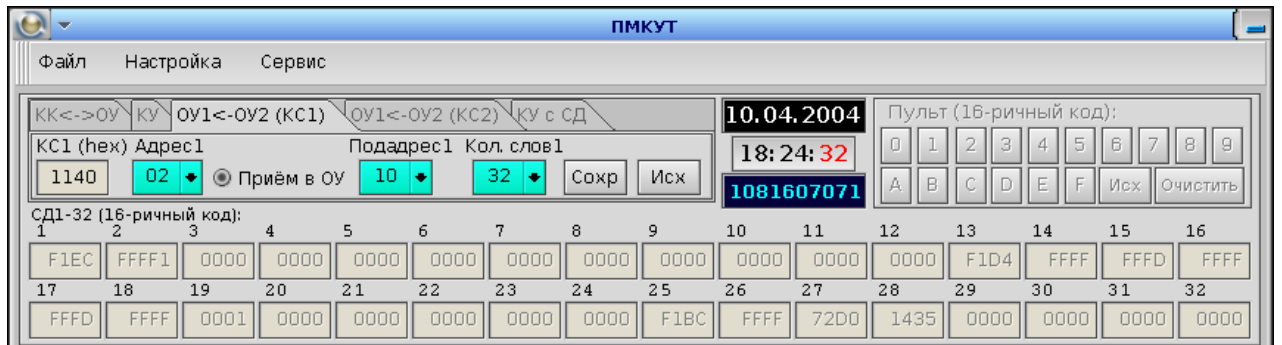 ПМКУТ
Файл Настройка Сервис
КК<->ОУ КУ ОУ1<-ОУ2 (КС1) ОУ1<-ОУ2 (КС2) КУ с СД
КС1 (hex) Адрес1 Подадрес1 Кол. слов1
1140 02 Приём в ОУ 10 32 Сохр Исх
10.04.2004
18:24:32
1081607071
Пульт (16-ричный код):
0 1 2 3 4 5 6 7 8 9
A B C D E F Исх Очистить
СД1-32 (16-ричный код):
1 2 3 4 5 6 7 8 9 10 11 12 13 14 15 16
F1EC FFFF1 0000 0000 0000 0000 0000 0000 0000 0000 0000 0000 F1D4 FFFF FFFD FFFF
17 18 19 20 21 22 23 24 25 26 27 28 29 30 31 32
FFFD FFFF 0001 0000 0000 0000 0000 0000 F1BC FFFF 72D0 1435 0000 0000 0000 0000